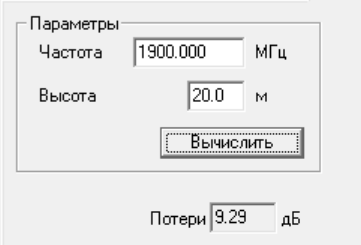 Параметры
Частота 1900.000 МГц
Высота 20.0 м
Вычислить
Потери 9.29 дБ